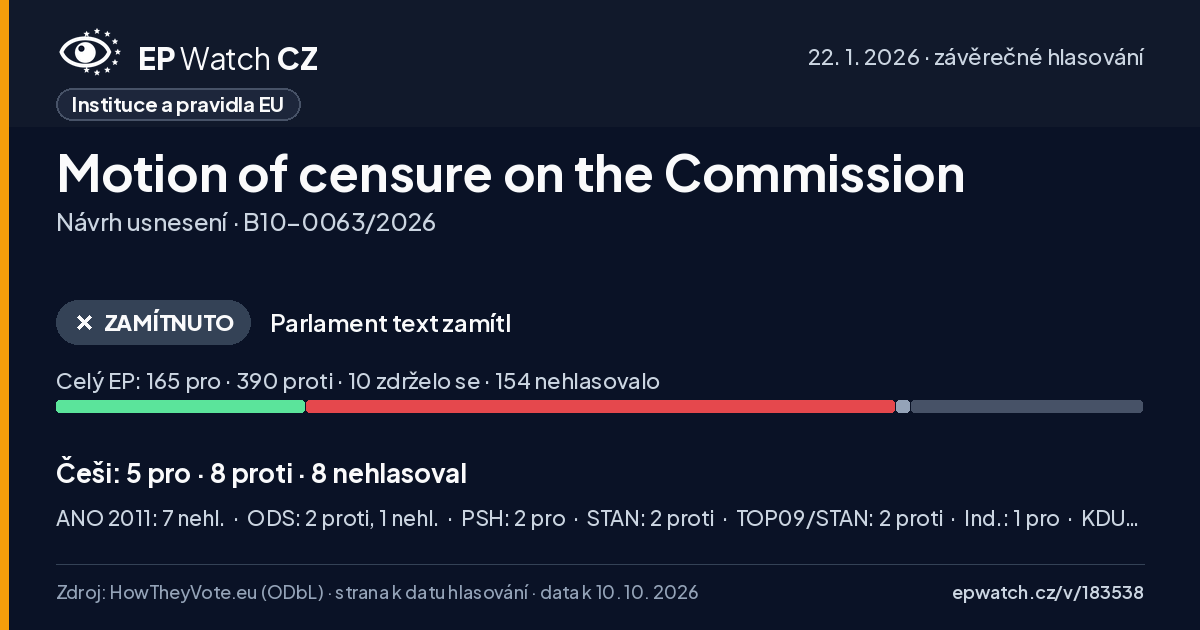 EP Watch CZ
22. 1. 2026 · závěrečné hlasování
Instituce a pravidla EU
Motion of censure on the Commission
Návrh usnesení · B10-0063/2026
✕ ZAMÍTNUTO Parlament text zamítl
Celý EP: 165 pro · 390 proti · 10 zdrželo se · 154 nehlasovalo
Češi: 5 pro · 8 proti · 8 nehlasoval
ANO 2011: 7 nehl. · ODS: 2 proti, 1 nehl. · PSH: 2 pro · STAN: 2 proti · TOP09/STAN: 2 proti · Ind.: 1 pro · KDU…
Zdroj: HowTheyVote.eu (ODbL) · strana k datu hlasování · data k 10. 10. 2026
epwatch.cz/v/183538